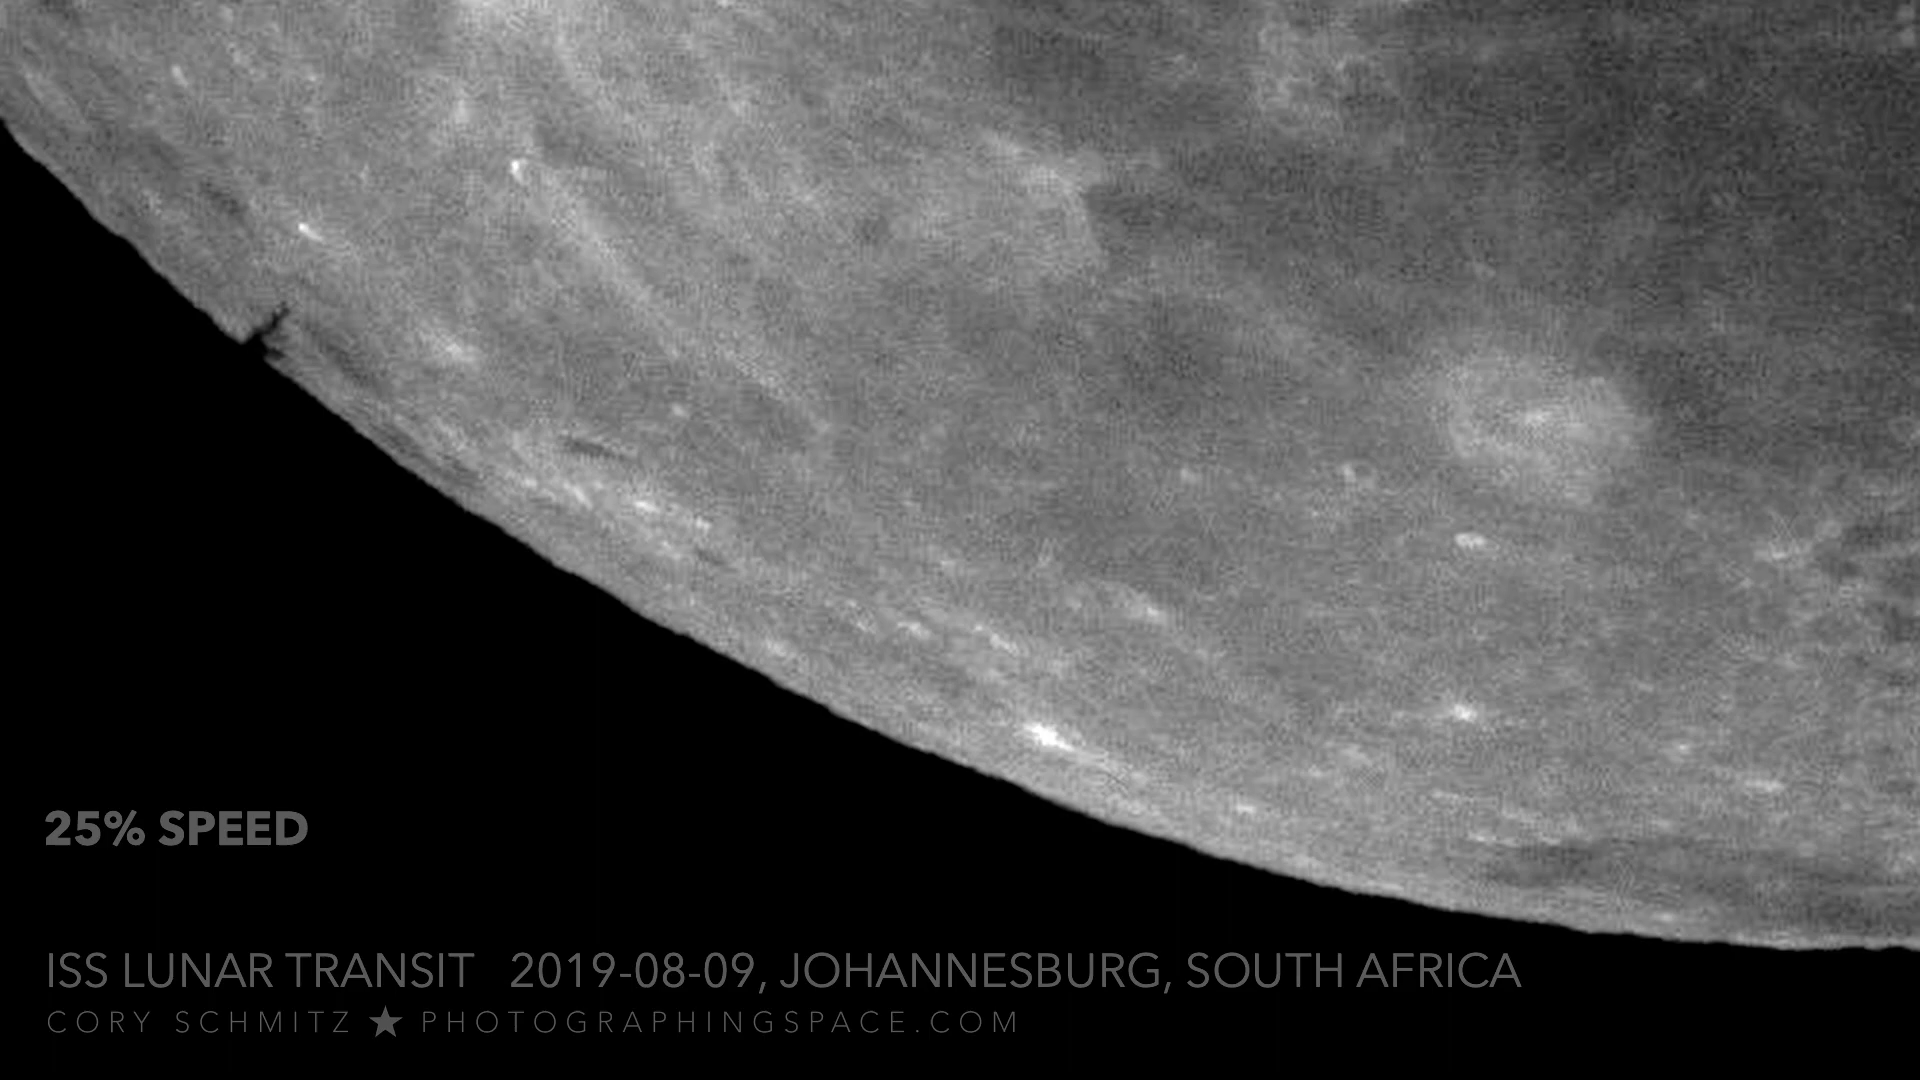 25% SPEED
ISS LUNAR TRANSIT 2019-08-09, JOHANNESBURG, SOUTH AFRICA
CORY SCHMITZ ★ PHOTOGRAPHINGSPACE.COM